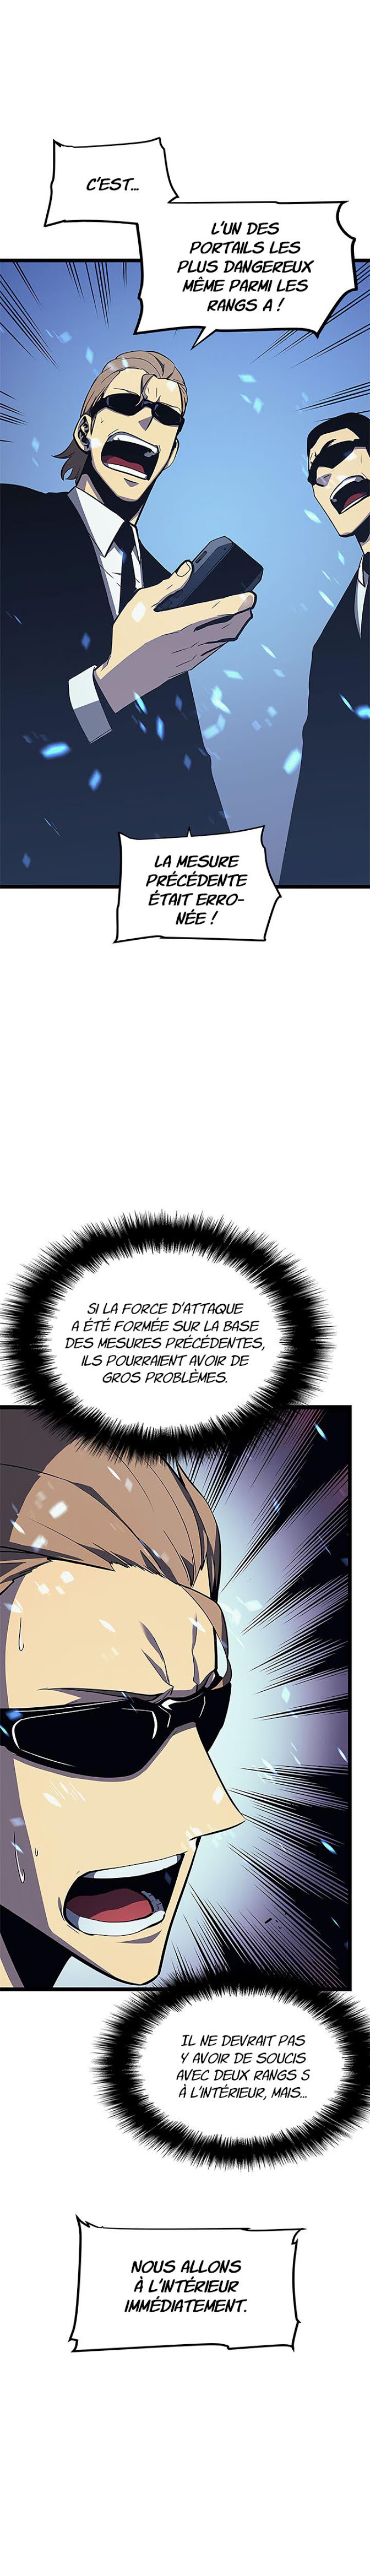 C'EST...
L'UN DES
PORTAILS LES
PLUS DANGEREUX
MÊME PARMI LES
RANGS A !
LA MESURE
PRÉCÉDENTE
ÉTAIT ERRO-
NÉE !
SI LA FORCE D'ATTAQUE
A ÉTÉ FORMÉE SUR LA BASE
DES MESURES PRÉCÉDENTES,
ILS POURRAIENT AVOIR DE
GROS PROBLÈMES.
IL NE DEVRAIT PAS
Y AVOIR DE SOUCIS
AVEC DEUX RANGS S
À L'INTÉRIEUR, MAIS...
NOUS ALLONS
À L'INTÉRIEUR
IMMÉDIATEMENT.